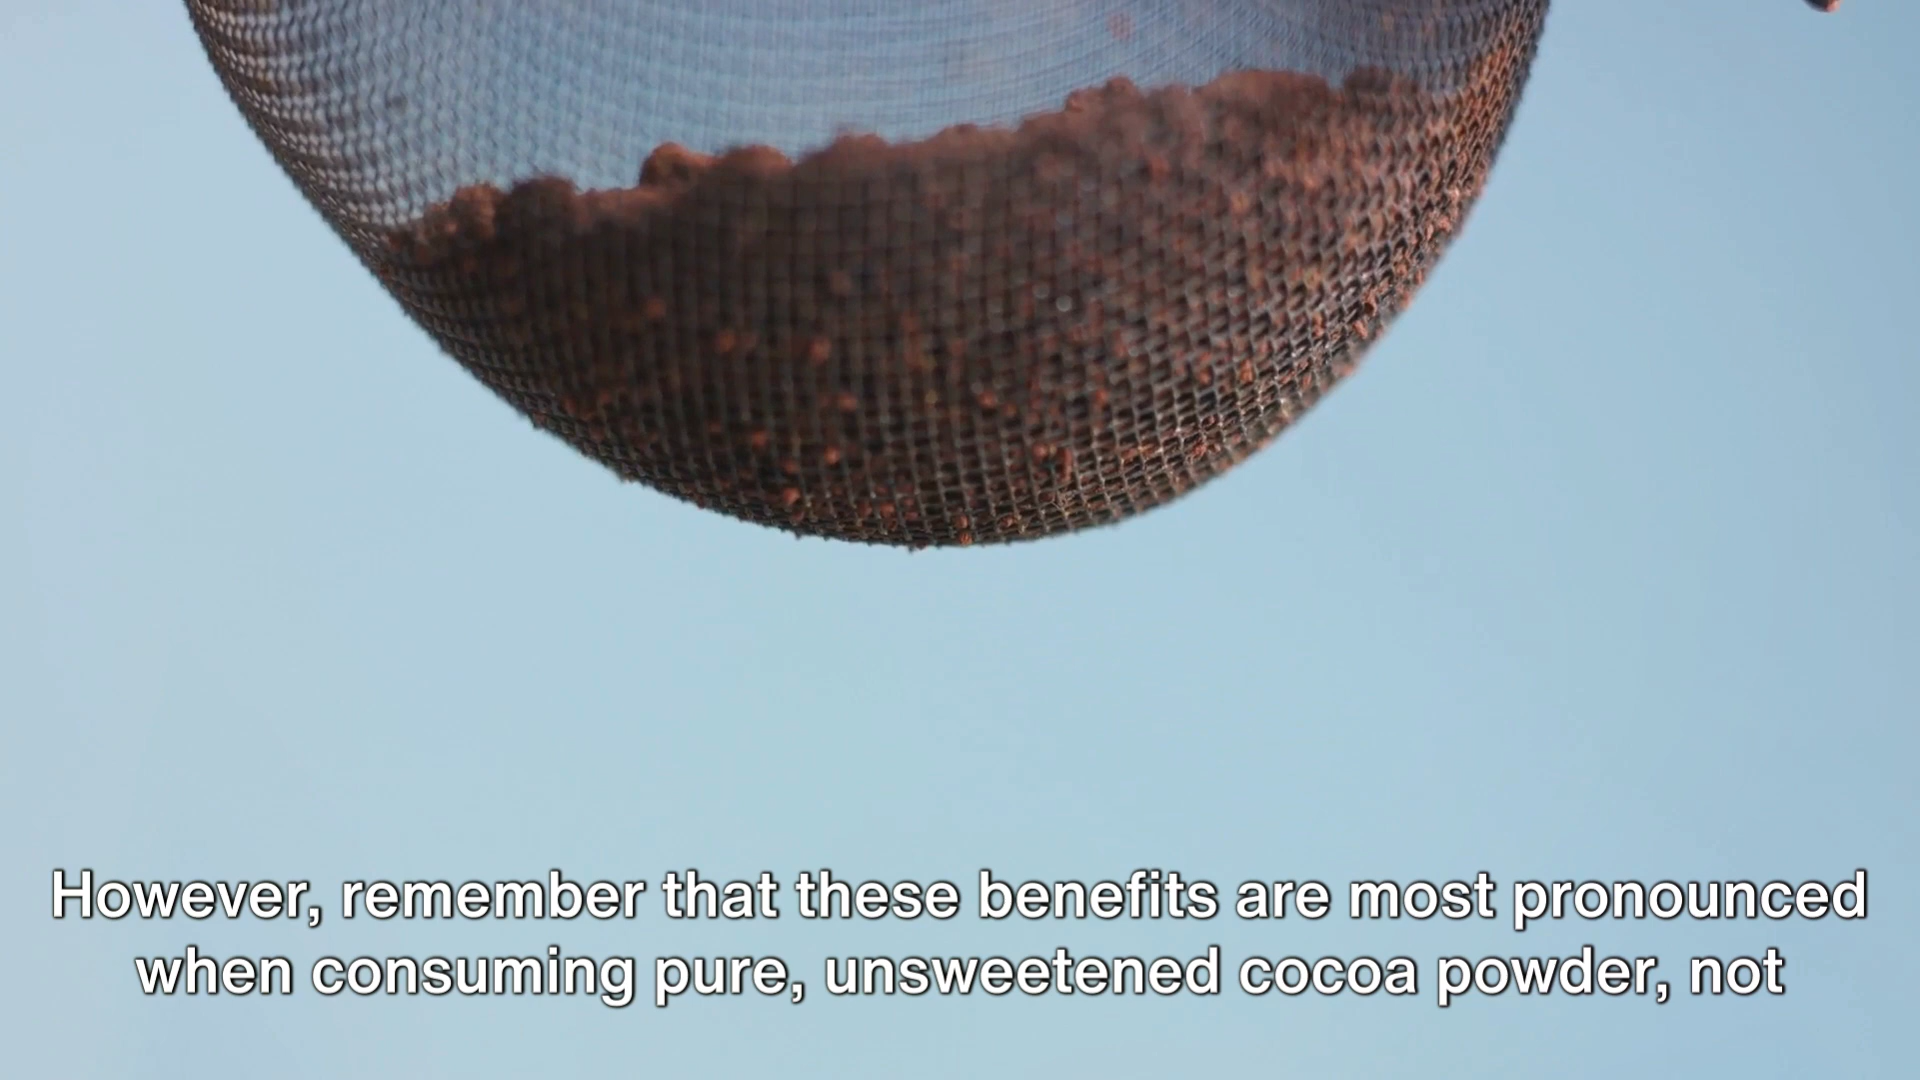 However, remember that these benefits are most pronounced
when consuming pure, unsweetened cocoa powder, not